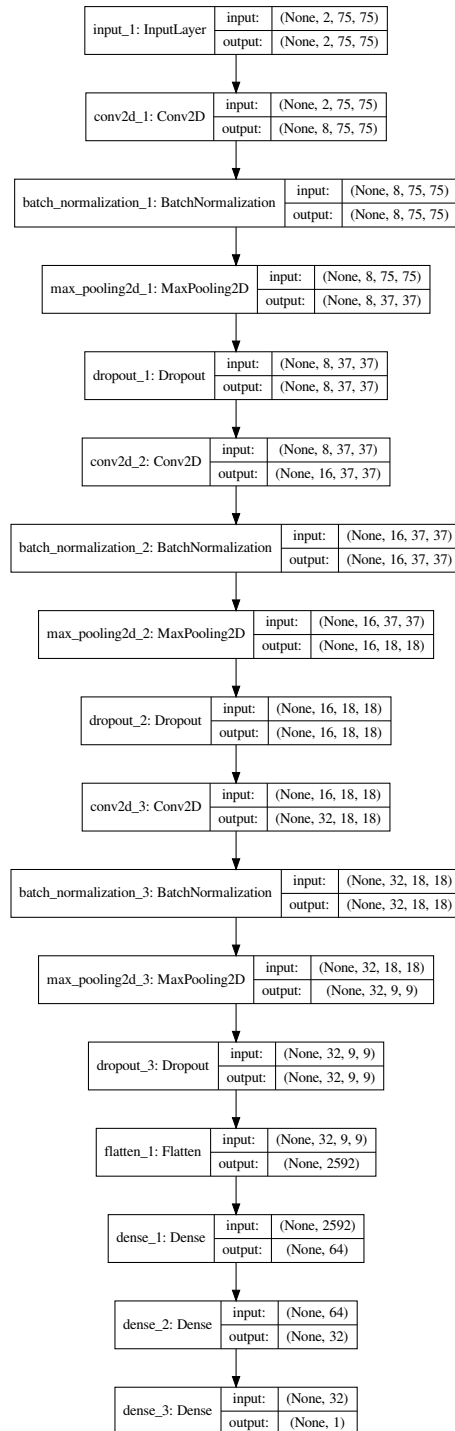 input_1: InputLayer
input: (None, 2, 75, 75)
output: (None, 2, 75, 75)
conv2d_1: Conv2D
input: (None, 2, 75, 75)
output: (None, 8, 75, 75)
batch_normalization_1: BatchNormalization
input: (None, 8, 75, 75)
output: (None, 8, 75, 75)
max_pooling2d_1: MaxPooling2D
input: (None, 8, 75, 75)
output: (None, 8, 37, 37)
dropout_1: Dropout
input: (None, 8, 37, 37)
output: (None, 8, 37, 37)
conv2d_2: Conv2D
input: (None, 8, 37, 37)
output: (None, 16, 37, 37)
batch_normalization_2: BatchNormalization
input: (None, 16, 37, 37)
output: (None, 16, 37, 37)
max_pooling2d_2: MaxPooling2D
input: (None, 16, 37, 37)
output: (None, 16, 18, 18)
dropout_2: Dropout
input: (None, 16, 18, 18)
output: (None, 16, 18, 18)
conv2d_3: Conv2D
input: (None, 16, 18, 18)
output: (None, 32, 18, 18)
batch_normalization_3: BatchNormalization
input: (None, 32, 18, 18)
output: (None, 32, 18, 18)
max_pooling2d_3: MaxPooling2D
input: (None, 32, 18, 18)
output: (None, 32, 9, 9)
dropout_3: Dropout
input: (None, 32, 9, 9)
output: (None, 32, 9, 9)
flatten_1: Flatten
input: (None, 32, 9, 9)
output: (None, 2592)
dense_1: Dense
input: (None, 2592)
output: (None, 64)
dense_2: Dense
input: (None, 64)
output: (None, 32)
dense_3: Dense
input: (None, 32)
output: (None, 1)